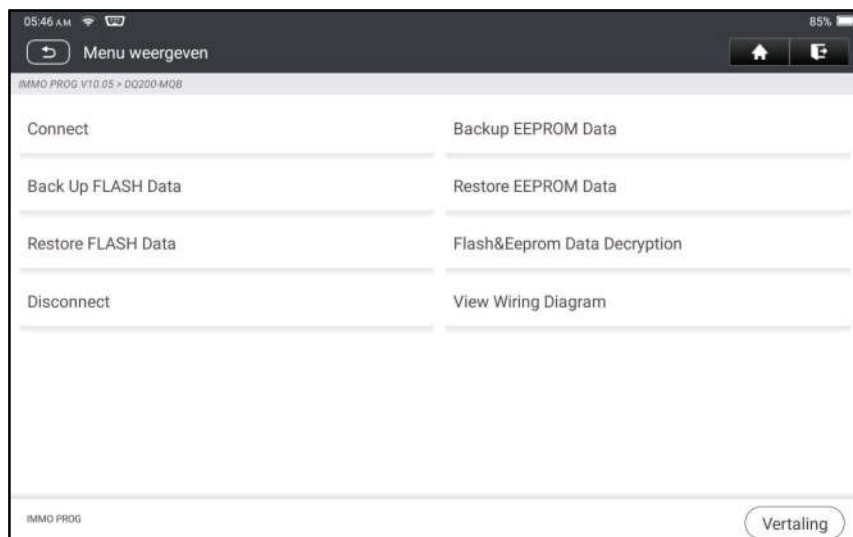 05:46 AM
85%
Menu weergeven
IMMO PROG V10.05 > DQ200-MQB
Connect
Backup EEPROM Data
Back Up FLASH Data
Restore EEPROM Data
Restore FLASH Data
Flash&Eeprom Data Decryption
Disconnect
View Wiring Diagram
IMMO PROG
Vertaling